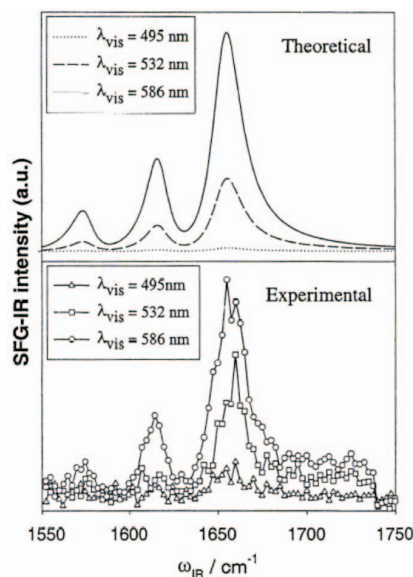 λvis = 495 nm
λvis = 532 nm
λvis = 586 nm
Theoretical
SFG-IR intensity (a.u.)
λvis = 495nm
λvis = 532 nm
λvis = 586 nm
Experimental
1550 1600 1650 1700 1750
ωIR / cm⁻¹